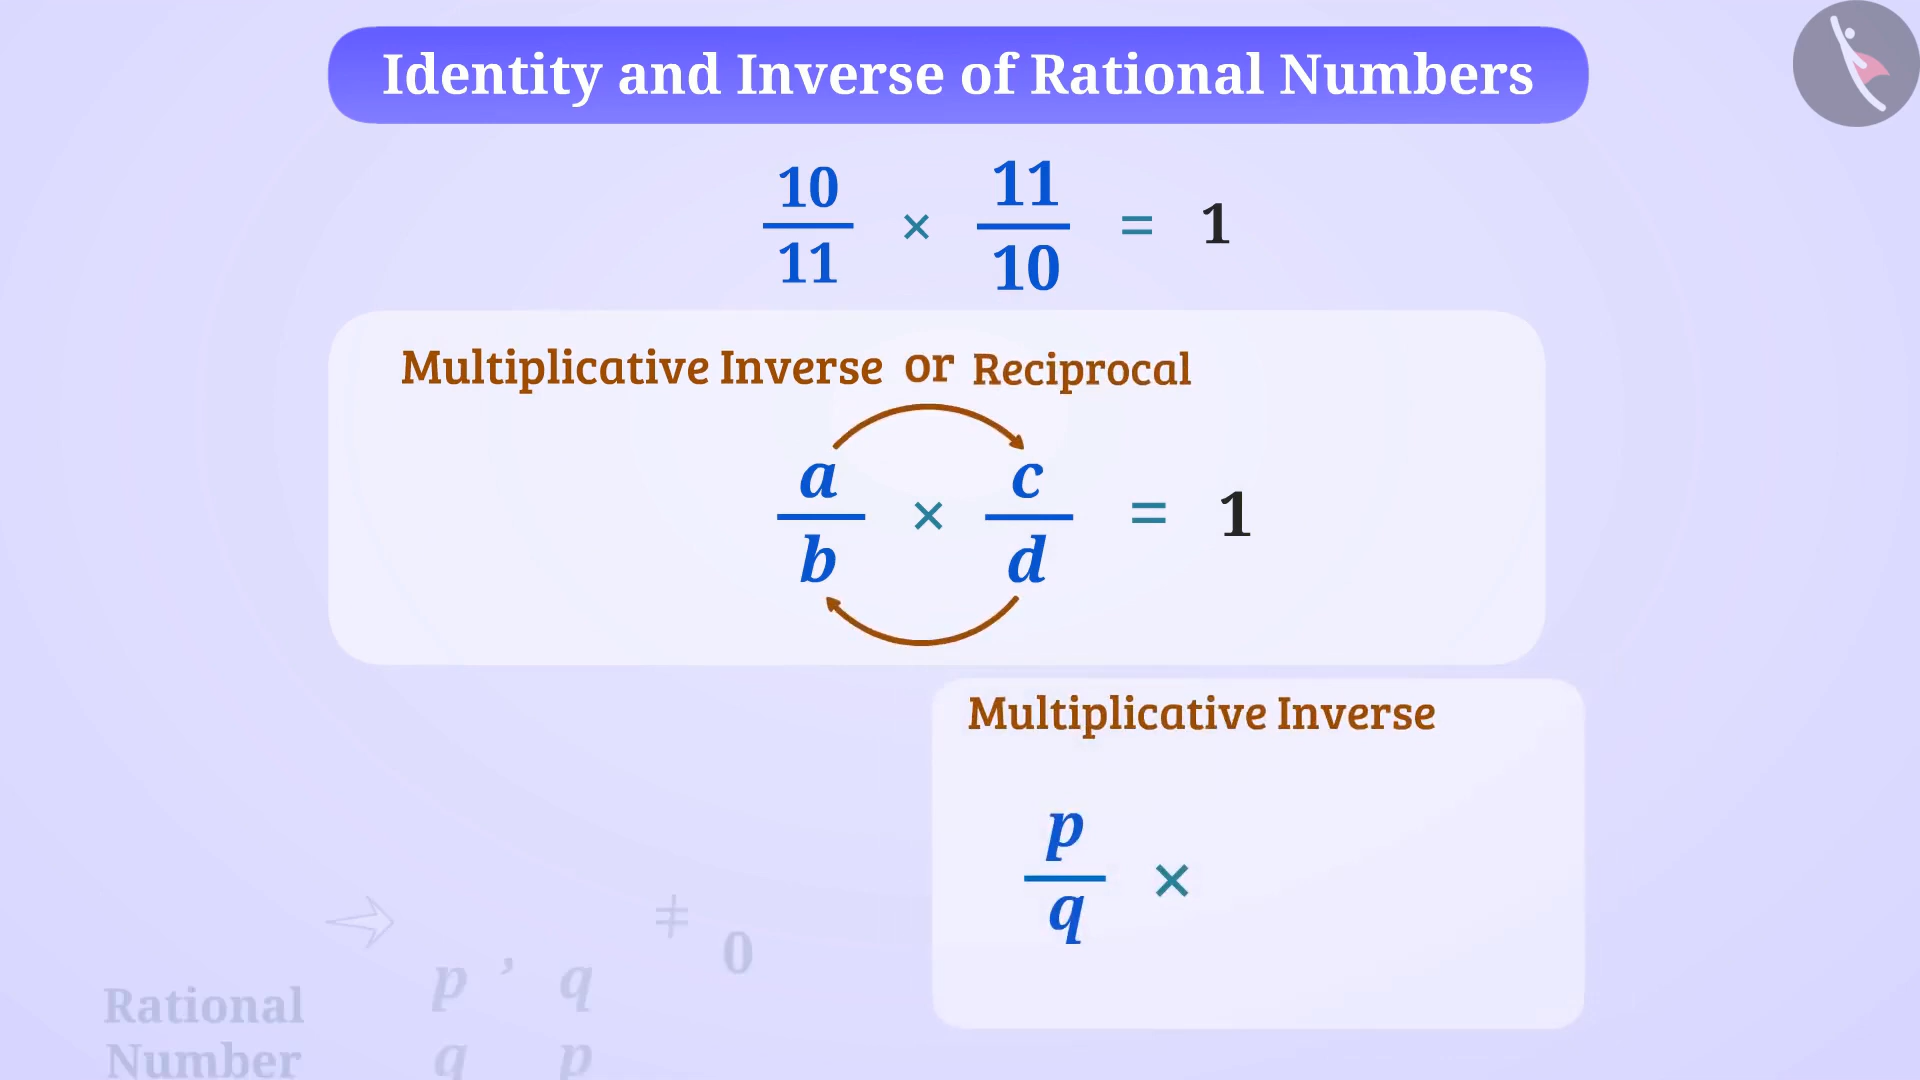 Identity and Inverse of Rational Numbers
10/11 × 11/10 = 1
Multiplicative Inverse or Reciprocal
a/b × c/d = 1
Multiplicative Inverse
p/q ×
≠ 0
p , q
Rational
Number q p